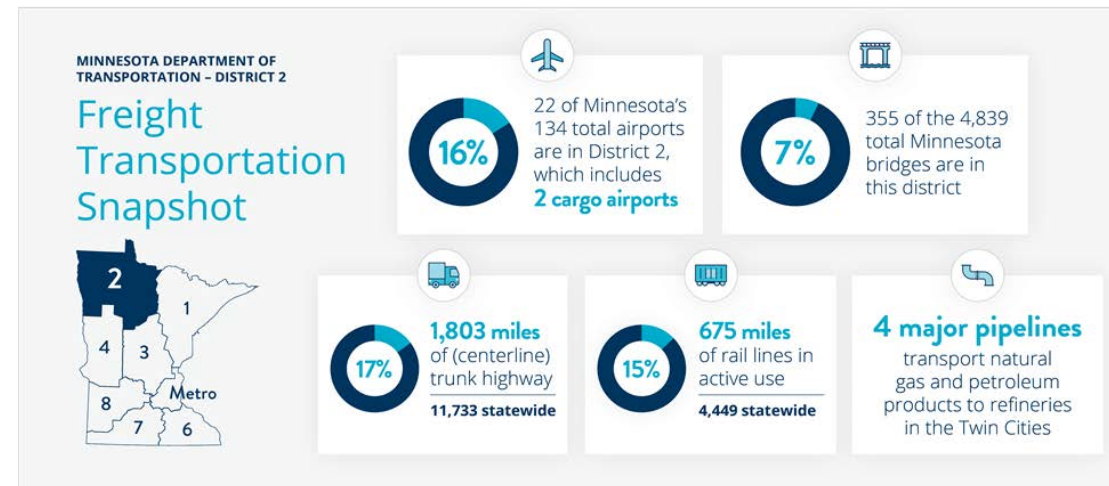 MINNESOTA DEPARTMENT OF
TRANSPORTATION – DISTRICT 2
Freight
Transportation
Snapshot
2
1
4
3
Metro
8
7
6
16%
22 of Minnesota's
134 total airports
are in District 2,
which includes
2 cargo airports
7%
355 of the 4,839
total Minnesota
bridges are in
this district
17%
1,803 miles
of (centerline)
trunk highway
11,733 statewide
15%
675 miles
of rail lines in
active use
4,449 statewide
4 major pipelines
transport natural
gas and petroleum
products to refineries
in the Twin Cities